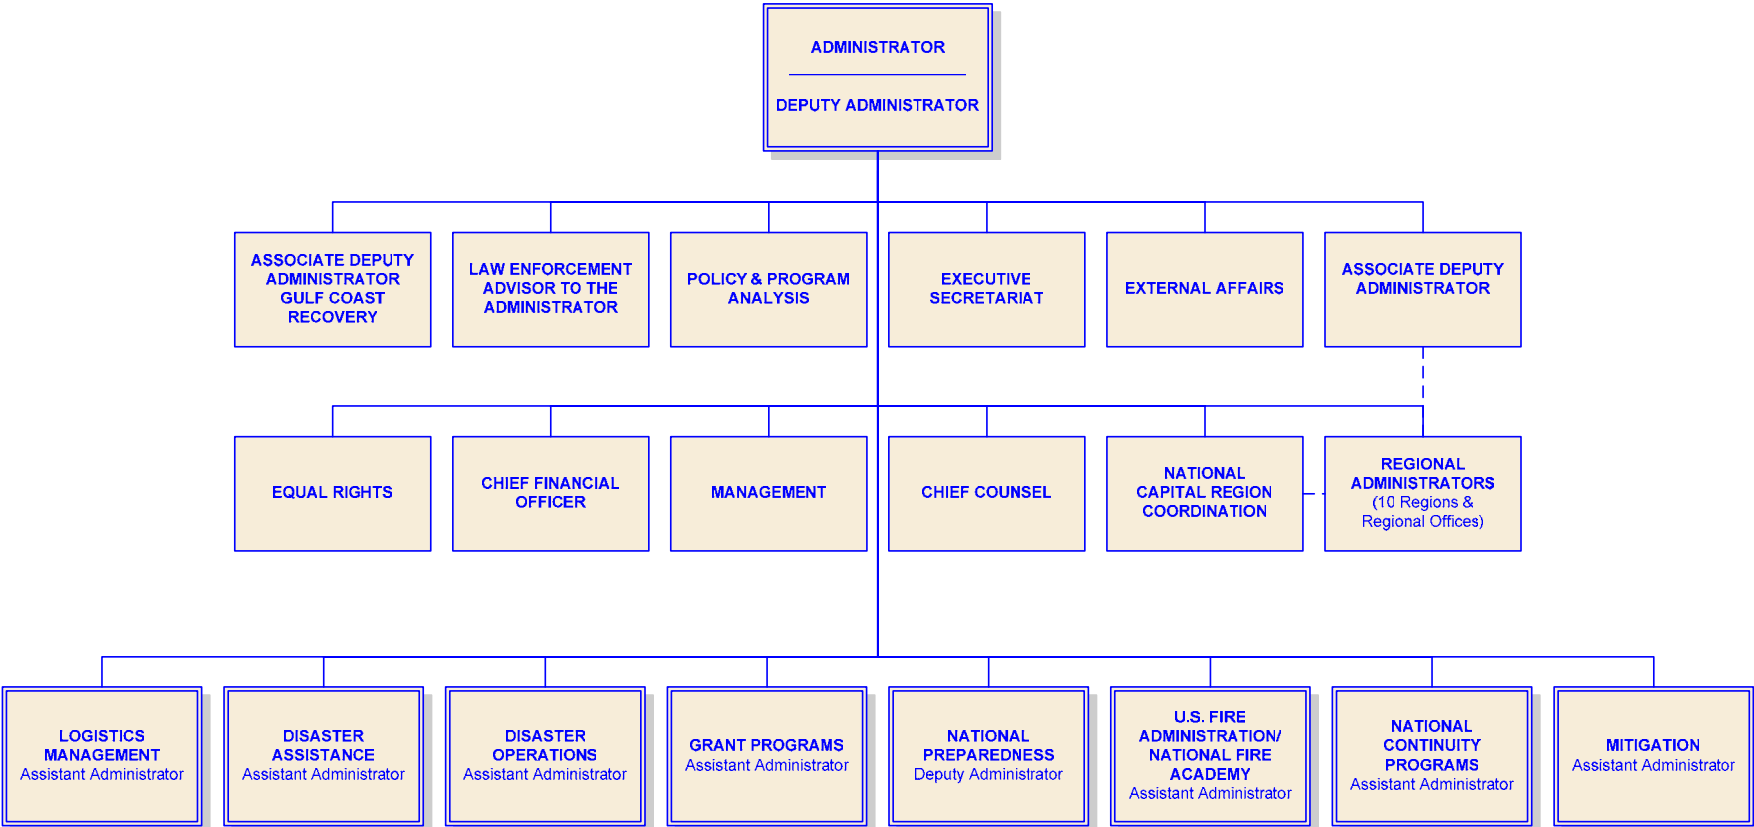 ADMINISTRATOR
DEPUTY ADMINISTRATOR
ASSOCIATE DEPUTY
ADMINISTRATOR
GULF COAST
RECOVERY
LAW ENFORCEMENT
ADVISOR TO THE
ADMINISTRATOR
POLICY & PROGRAM
ANALYSIS
EXECUTIVE
SECRETARIAT
EXTERNAL AFFAIRS
ASSOCIATE DEPUTY
ADMINISTRATOR
EQUAL RIGHTS
CHIEF FINANCIAL
OFFICER
MANAGEMENT
CHIEF COUNSEL
NATIONAL
CAPITAL REGION
COORDINATION
REGIONAL
ADMINISTRATORS
(10 Regions &
Regional Offices)
LOGISTICS
MANAGEMENT
Assistant Administrator
DISASTER
ASSISTANCE
Assistant Administrator
DISASTER
OPERATIONS
Assistant Administrator
GRANT PROGRAMS
Assistant Administrator
NATIONAL
PREPAREDNESS
Deputy Administrator
U.S. FIRE
ADMINISTRATION/
NATIONAL FIRE
ACADEMY
Assistant Administrator
NATIONAL
CONTINUITY
PROGRAMS
Assistant Administrator
MITIGATION
Assistant Administrator